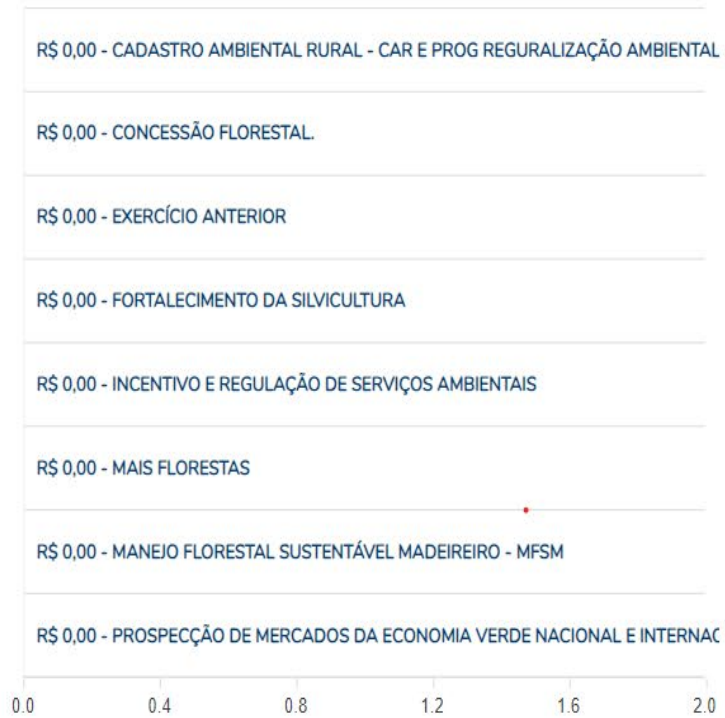 R$ 0,00 - CADASTRO AMBIENTAL RURAL - CAR E PROG REGURALIZAÇÃO AMBIENTAL
R$ 0,00 - CONCESSÃO FLORESTAL.
R$ 0,00 - EXERCÍCIO ANTERIOR
R$ 0,00 - FORTALECIMENTO DA SILVICULTURA
R$ 0,00 - INCENTIVO E REGULAÇÃO DE SERVIÇOS AMBIENTAIS
R$ 0,00 - MAIS FLORESTAS
R$ 0,00 - MANEJO FLORESTAL SUSTENTÁVEL MADEIREIRO - MFSM
R$ 0,00 - PROSPECÇÃO DE MERCADOS DA ECONOMIA VERDE NACIONAL E INTERNAC
0.0 0.4 0.8 1.2 1.6 2.0